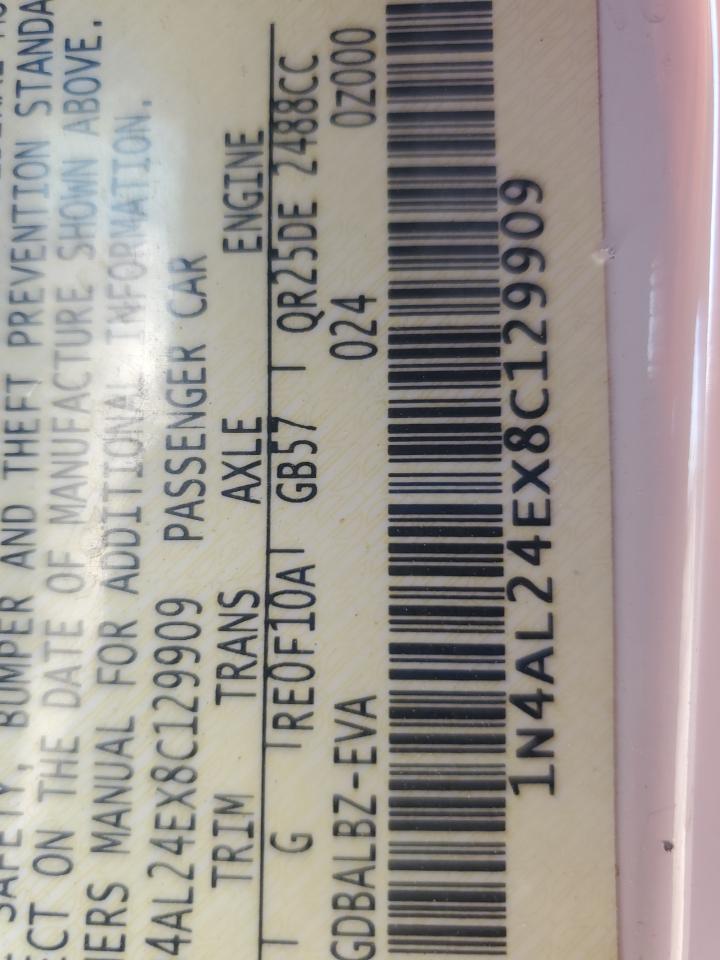 SAFETY, BUMPER AND THEFT PREVENTION STANDA
ECT ON THE DATE OF MANUFACTURE SHOWN ABOVE.
NERS MANUAL FOR ADDITIONAL INFORMATION.
4AL24EX8C129909 PASSENGER CAR
TRIM TRANS AXLE ENGINE
G RE0F10A GB57 QR25DE 2488CC
GDBALBZ-EVA 024 0Z000
1N4AL24EX8C129909